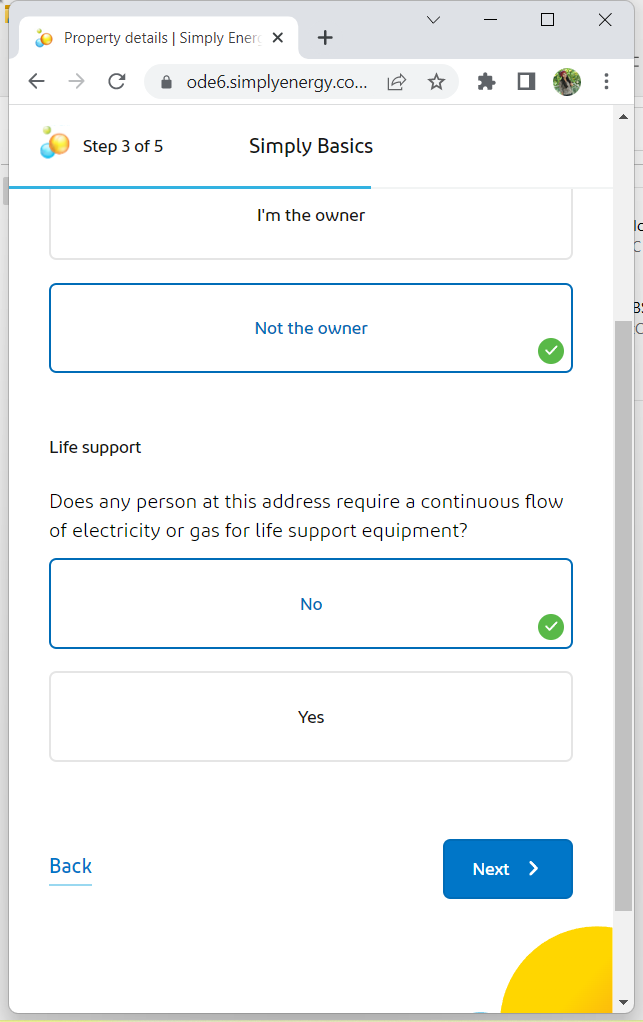 Property details | Simply Ener
ode6.simplyenergy.co...
Step 3 of 5
Simply Basics
I'm the owner
Not the owner
Life support
Does any person at this address require a continuous flow
of electricity or gas for life support equipment?
No
Yes
Back
Next